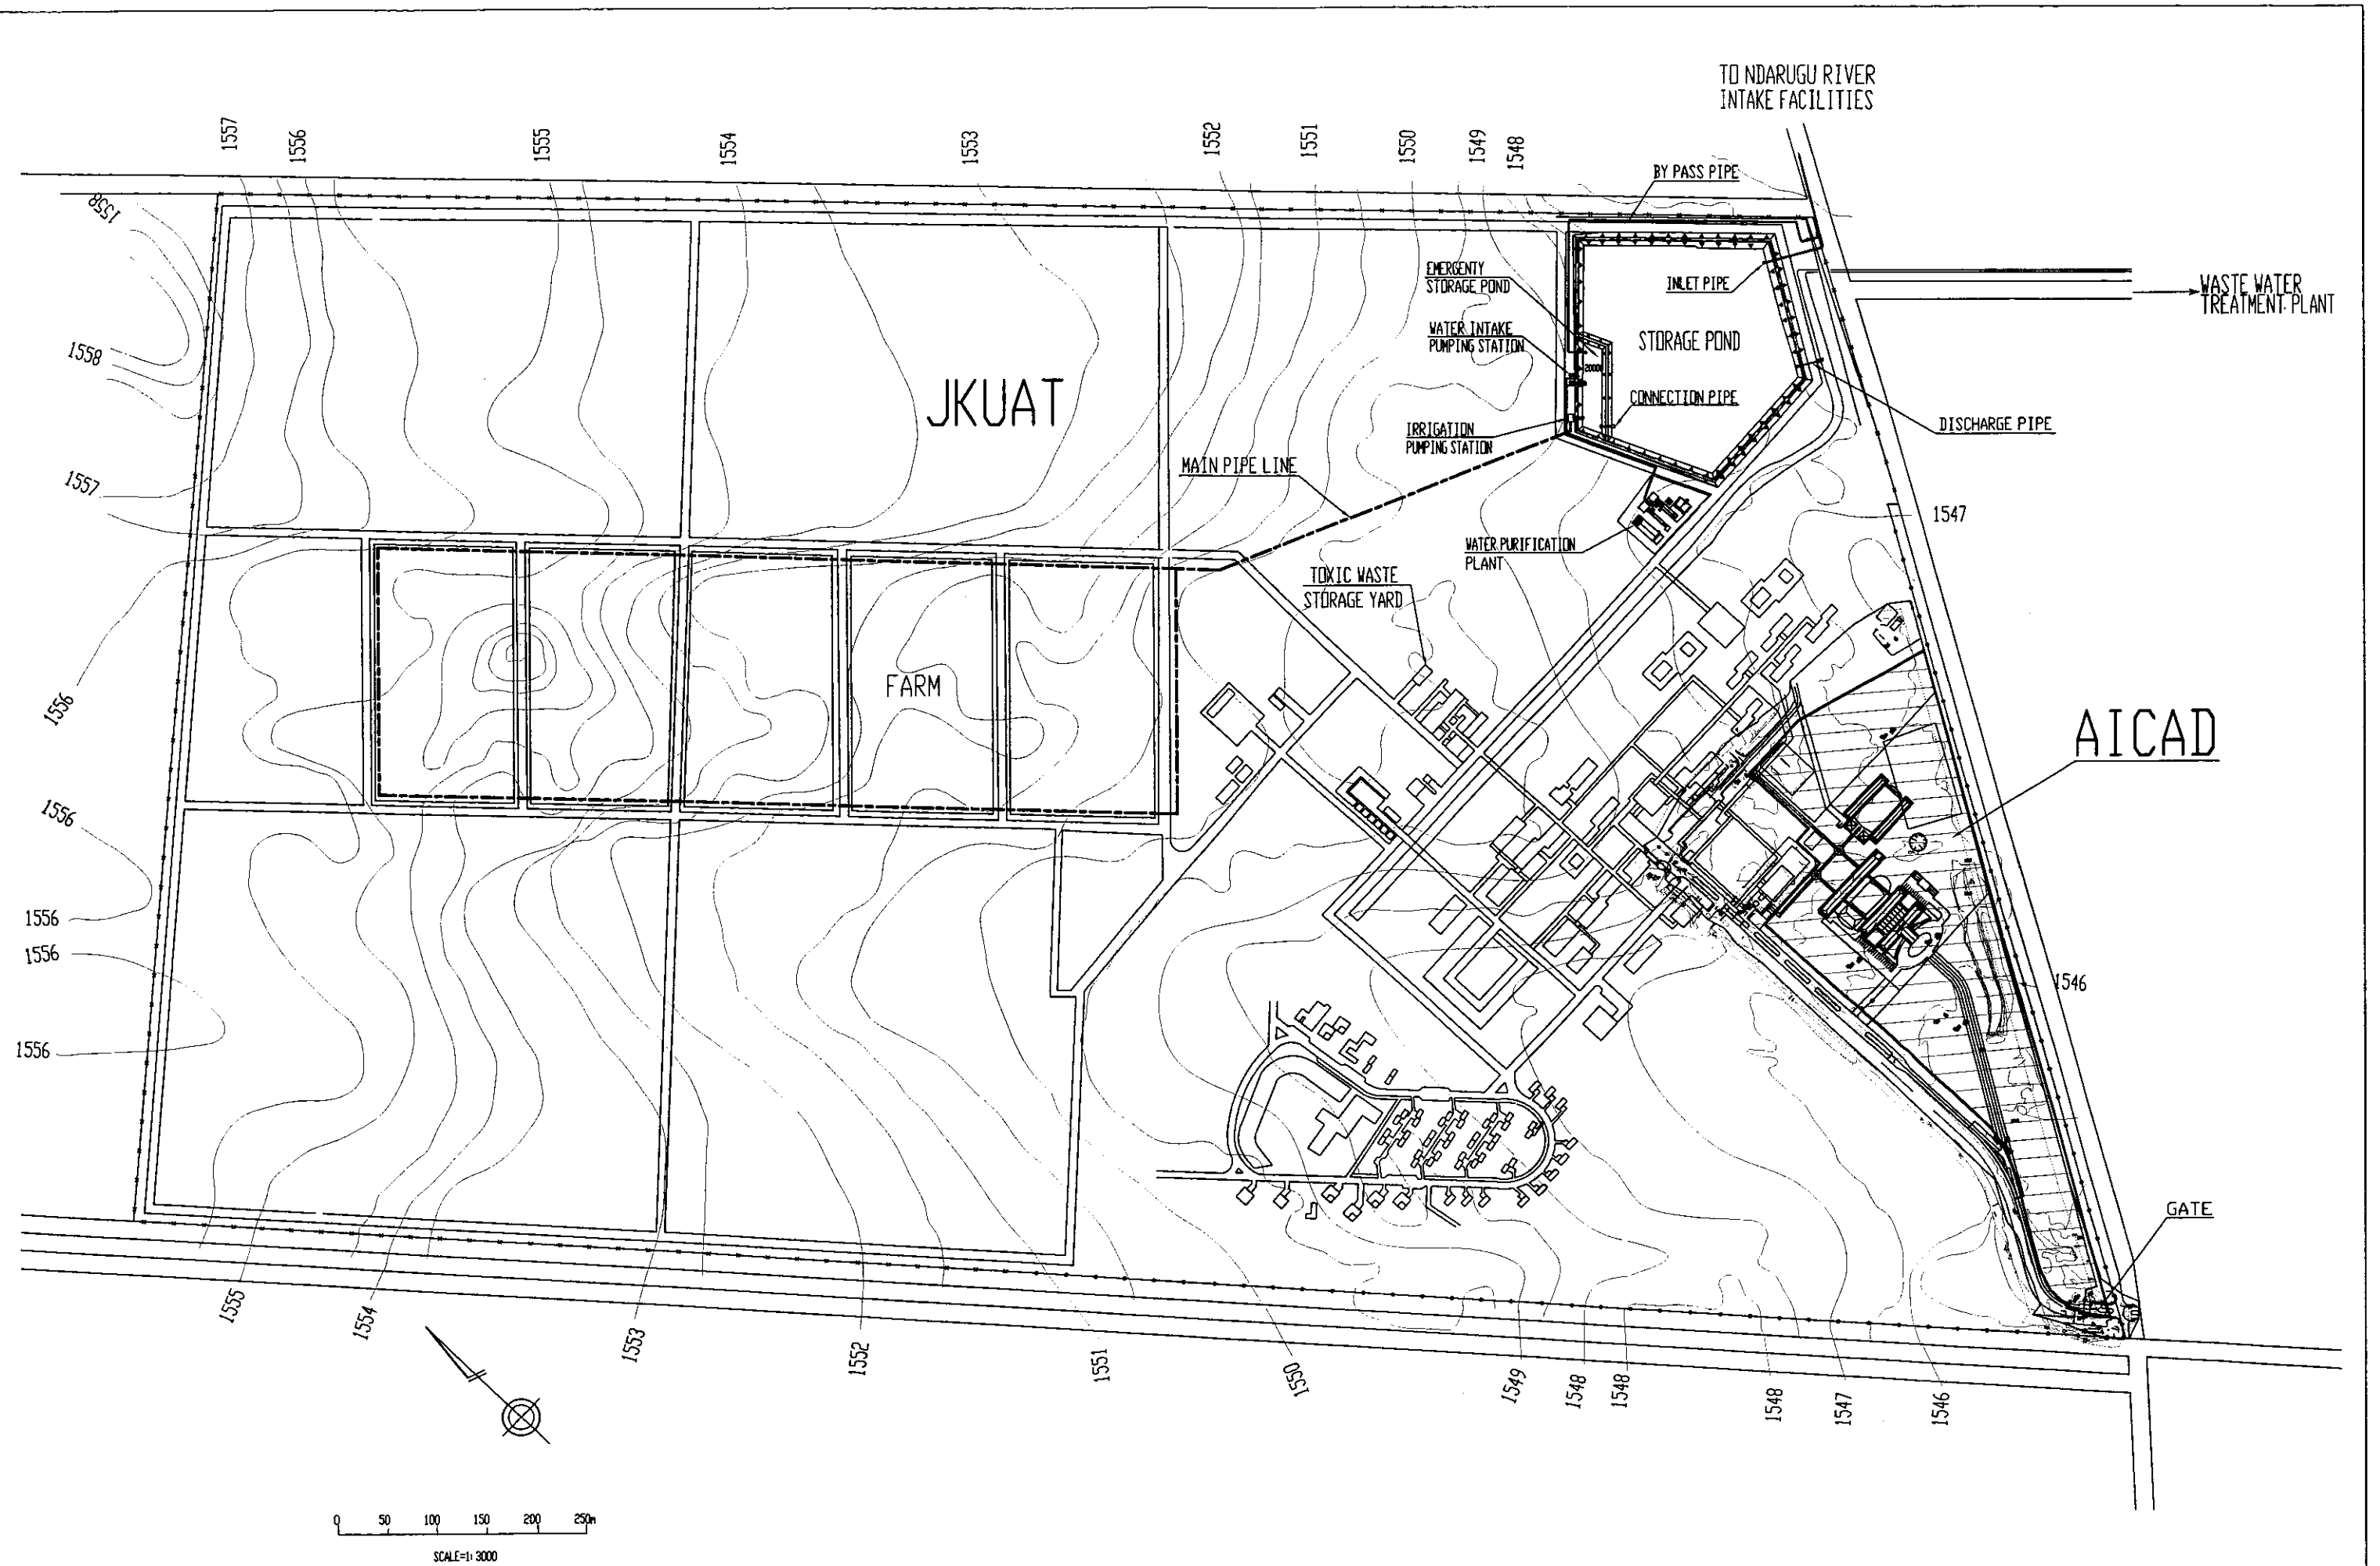 TO NDARUGU RIVER
INTAKE FACILITIES
1557
1556
1555
1554
1553
1552
1551
1550
1549
1548
BY PASS PIPE
1558
EMERGENTY
STORAGE POND
INLET PIPE
WASTE WATER
TREATMENT PLANT
WATER INTAKE
PUMPING STATION
STORAGE POND
1558
20000
JKUAT
CONNECTION PIPE
IRRIGATION
PUMPING STATION
DISCHARGE PIPE
MAIN PIPE LINE
1557
1547
WATER PURIFICATION
PLANT
TOXIC WASTE
STORAGE YARD
FARM
1556
AICAD
1556
1556
1556
1546
1556
GATE
1555
1554
1553
1552
1551
1550
1549
1548
1548
1548
1547
1546
0 50 100 150 200 250m
SCALE=1: 3000